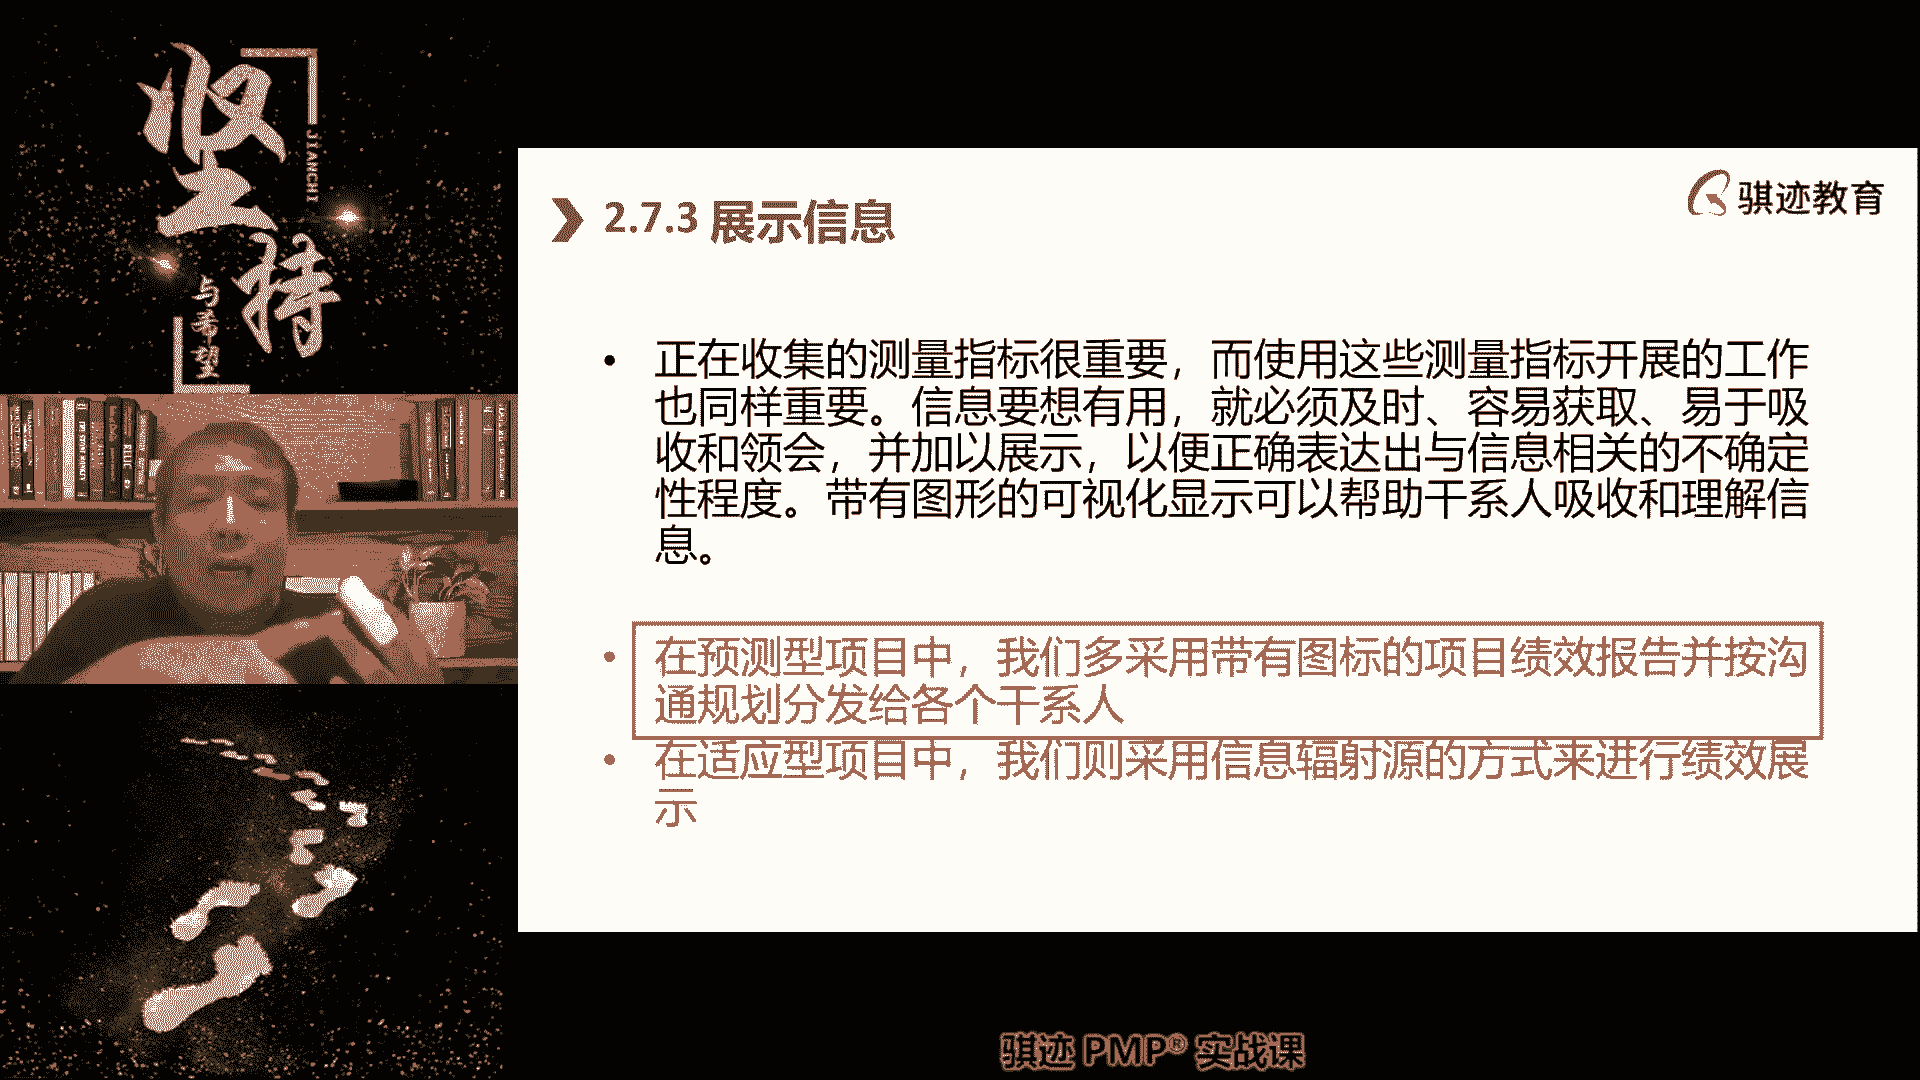 坚持
JIANCHI
与希望
骐迹教育
2.7.3 展示信息
• 正在收集的测量指标很重要，而使用这些测量指标开展的工作
也同样重要。信息要想有用，就必须及时、容易获取、易于吸
收和领会，并加以展示，以便正确表达出与信息相关的不确定
性程度。带有图形的可视化显示可以帮助干系人吸收和理解信
息。
• 在预测型项目中，我们多采用带有图标的项目绩效报告并按沟
通规划分发给各个干系人
• 在适应型项目中，我们则采用信息辐射源的方式来进行绩效展
示
骐迹 PMP® 实战课